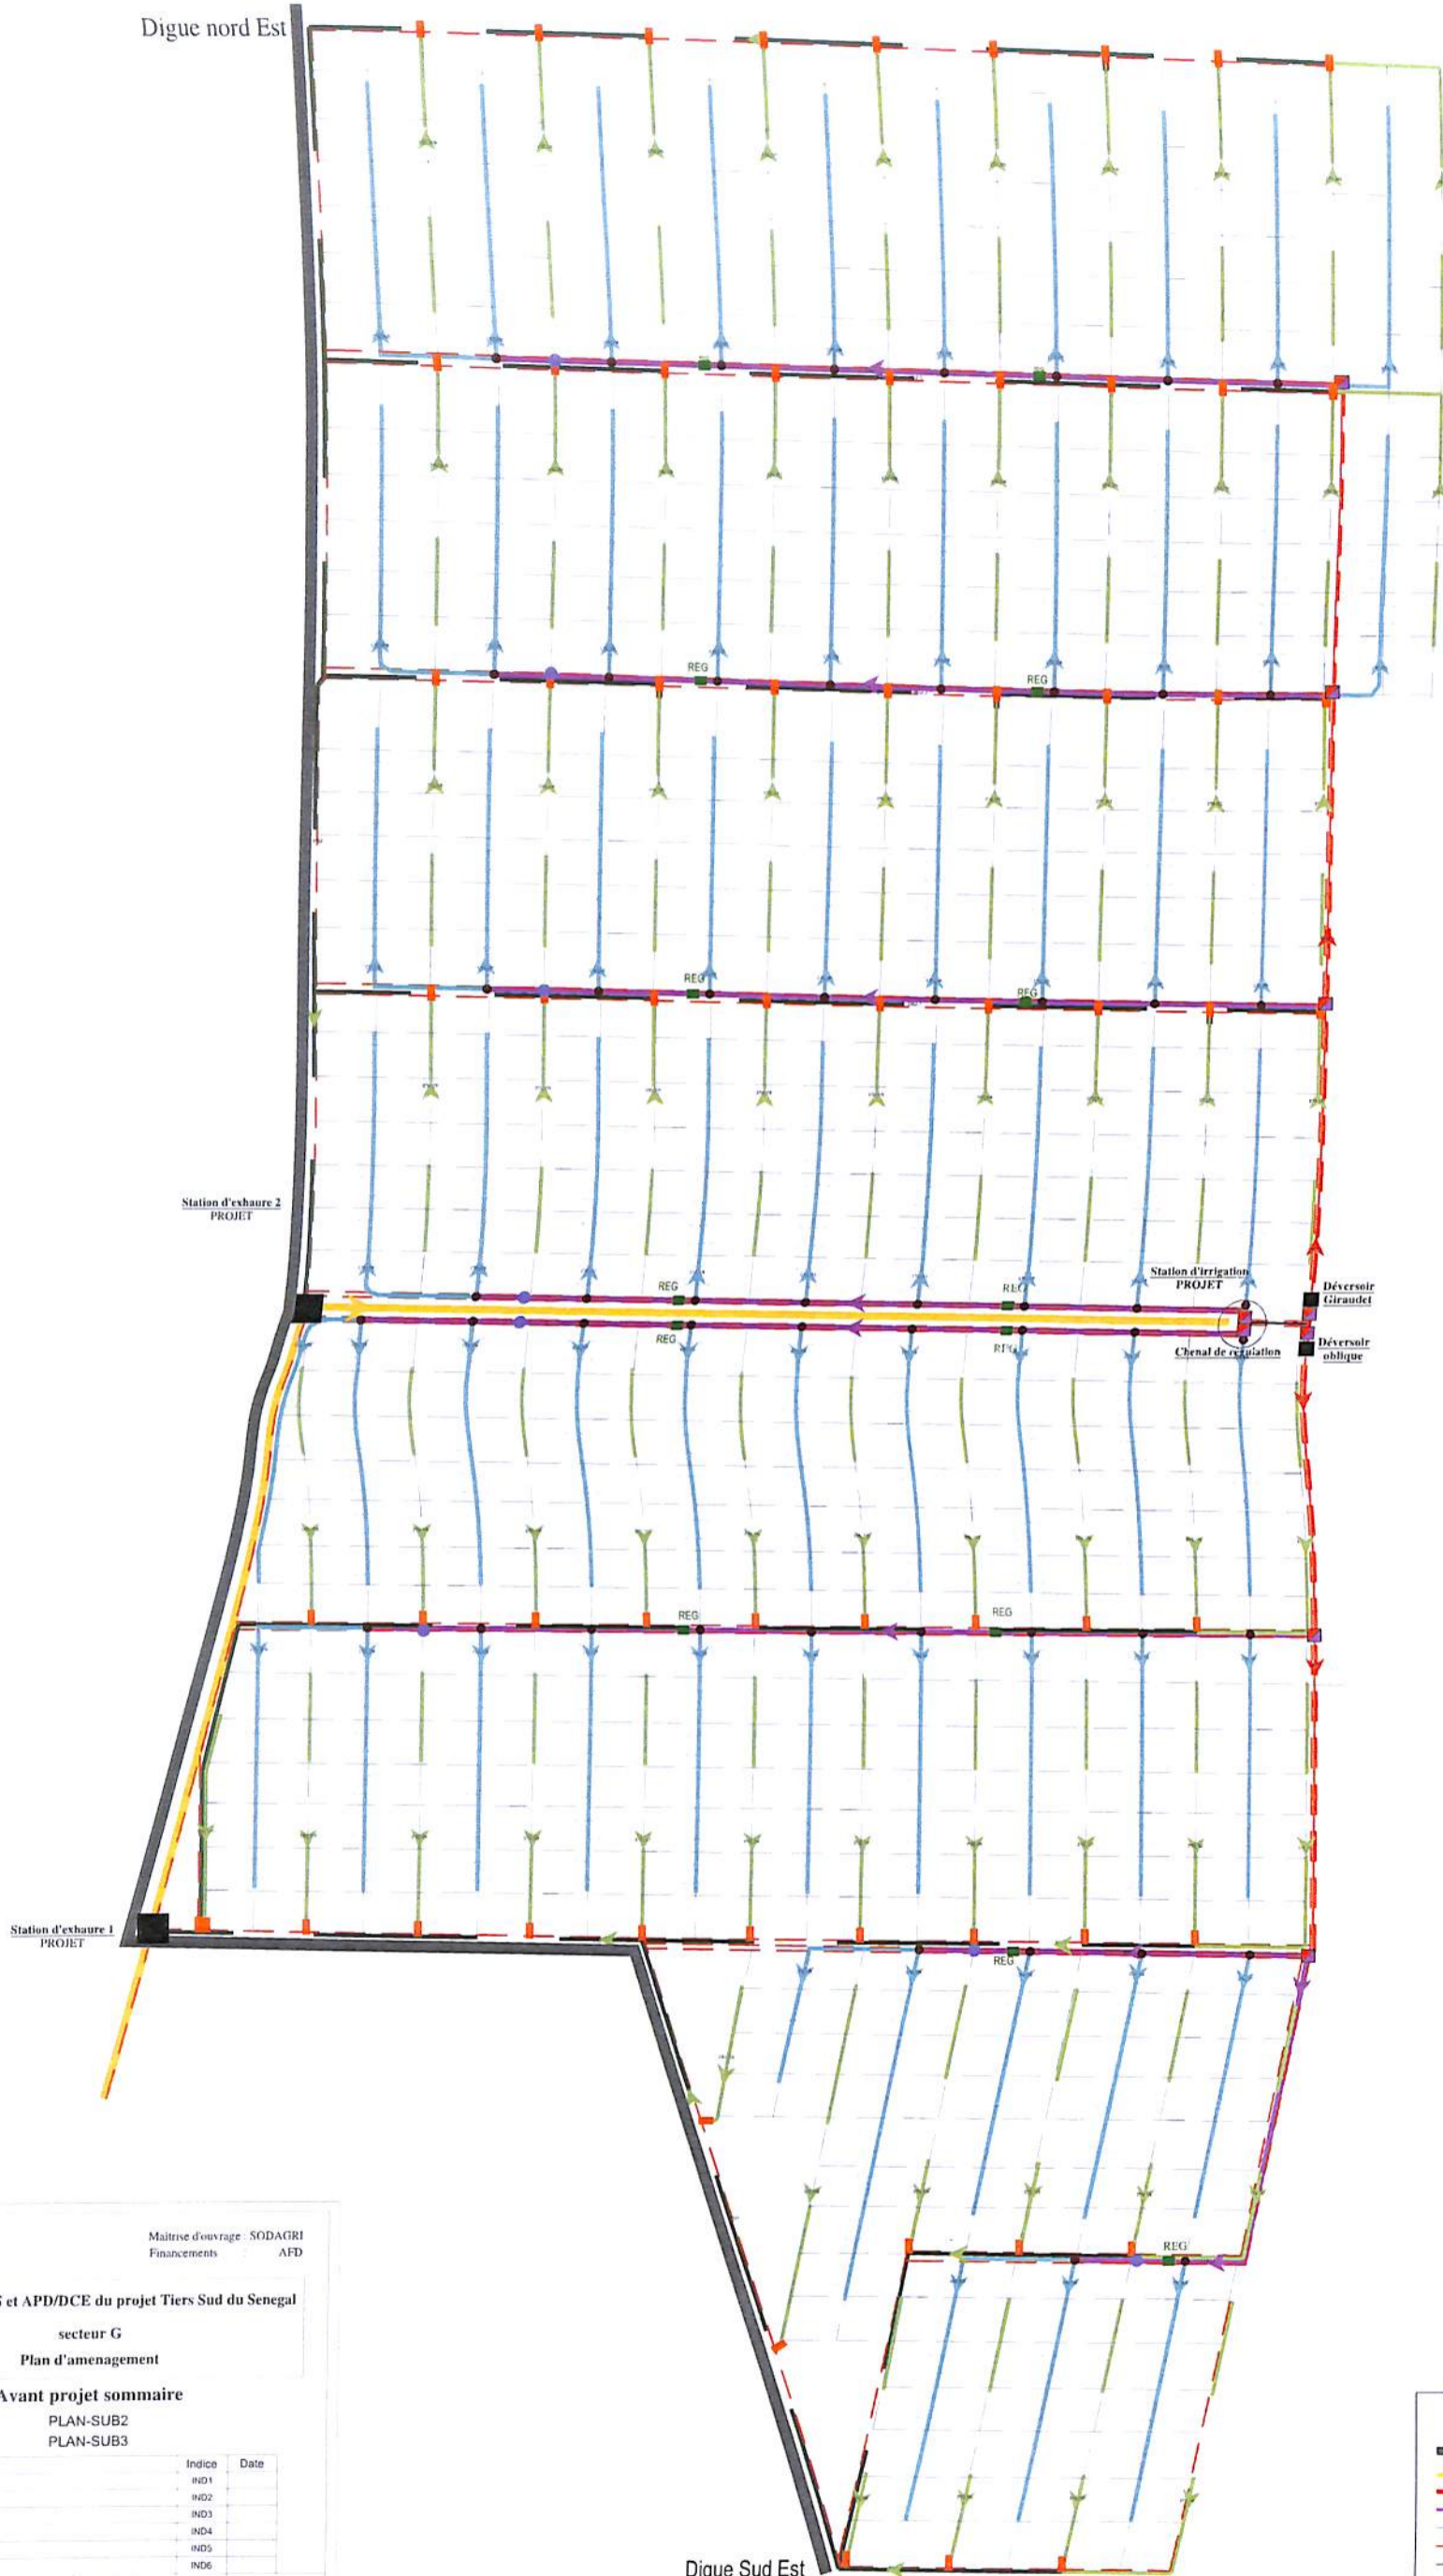 Digue nord Est
REG
REG
REG
REG
Station d'exhaure 2
PROJET
Station d'irrigation
PROJET
REG
REG
Déversoir
Giraudet
REG
REG
Chenal de régulation
Déversoir
oblique
REG
REG
Station d'exhaure 1
PROJET
REG
REG
Maîtrise d'ouvrage : SODAGRI
Financements : AFD
et APD/DCE du projet Tiers Sud du Senegal
secteur G
Plan d'amenagement
Avant projet sommaire
PLAN-SUB2
PLAN-SUB3
Indice Date
IND1
IND2
IND3
IND4
IND5
IND6
Digue Sud Est